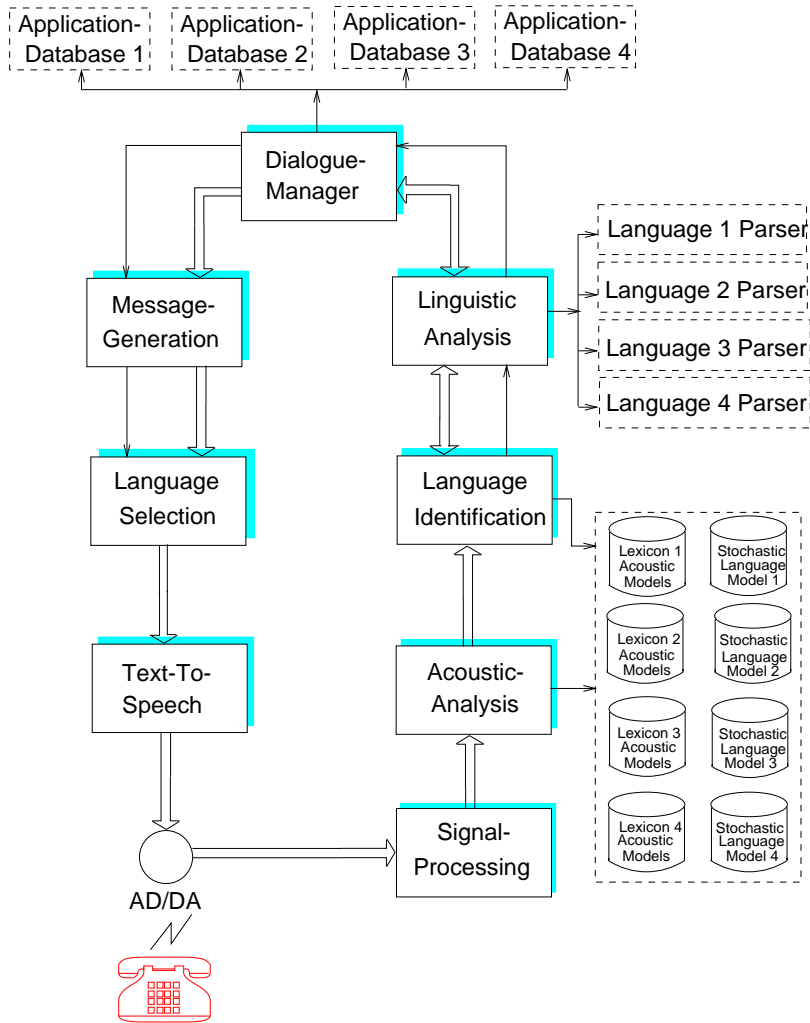 Application-
Database 1
Application-
Database 2
Application-
Database 3
Application-
Database 4
Dialogue-
Manager
Language 1 Parser
Language 2 Parser
Language 3 Parser
Language 4 Parser
Message-
Generation
Linguistic
Analysis
Language
Selection
Language
Identification
Lexicon 1
Acoustic
Models
Stochastic
Language
Model 1
Lexicon 2
Acoustic
Models
Stochastic
Language
Model 2
Text-To-
Speech
Acoustic-
Analysis
Lexicon 3
Acoustic
Models
Stochastic
Language
Model 3
Lexicon 4
Acoustic
Models
Stochastic
Language
Model 4
Signal-
Processing
AD/DA